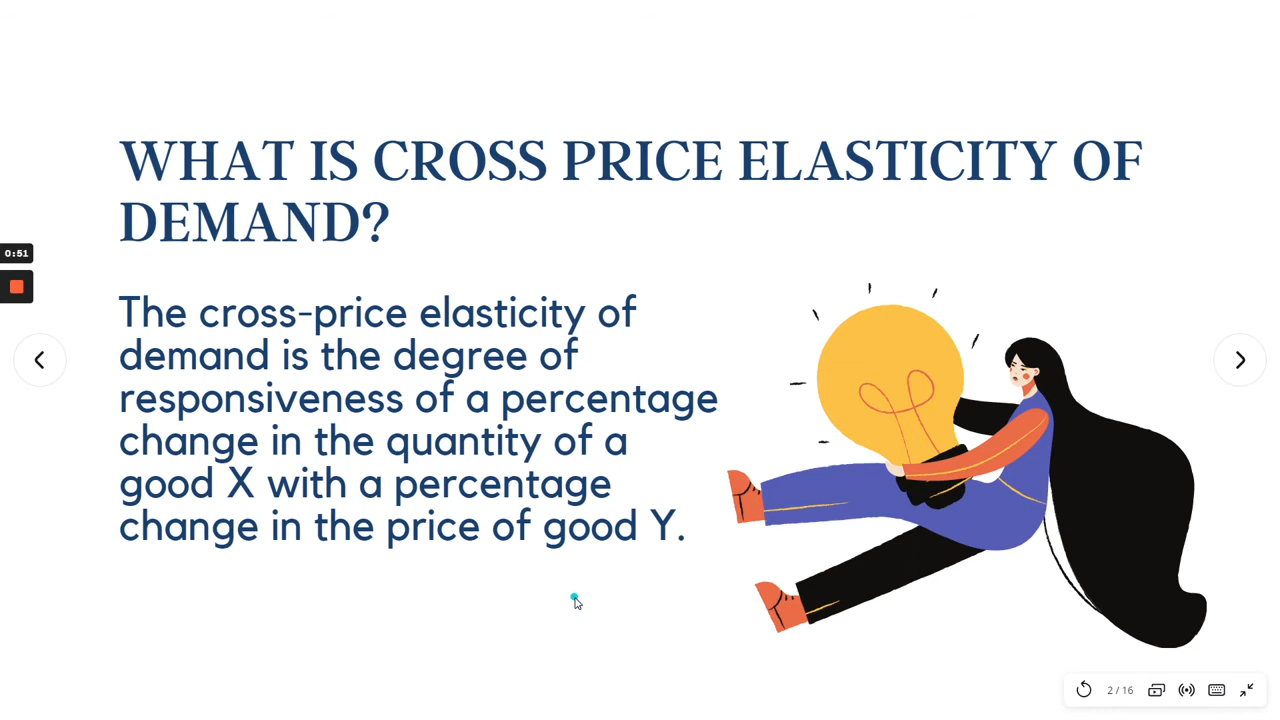 WHAT IS CROSS PRICE ELASTICITY OF
DEMAND?
0:51
The cross-price elasticity of
demand is the degree of
responsiveness of a percentage
change in the quantity of a
good X with a percentage
change in the price of good Y.
2 / 16